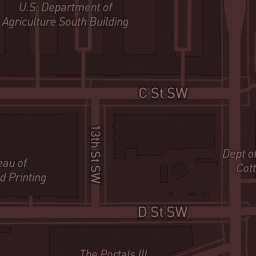 U.S. Department of
Agriculture South Building
C St SW
13th St SW
Dept of
Cott
eau of
d Printing
D St SW
The Portals III